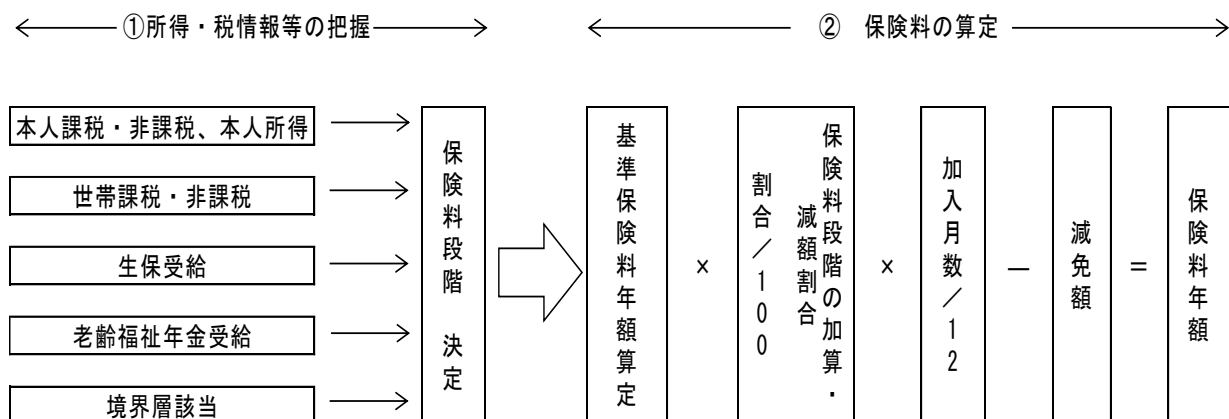 ①所得・税情報等の把握
② 保険料の算定
本人課税・非課税、本人所得
世帯課税・非課税
生保受給
老齢福祉年金受給
境界層該当
保険料段階 決定
基準保険料年額算定
×
保険料段階の加算・
減額割合
割合/100
×
加入月数/12
−
減免額
=
保険料年額